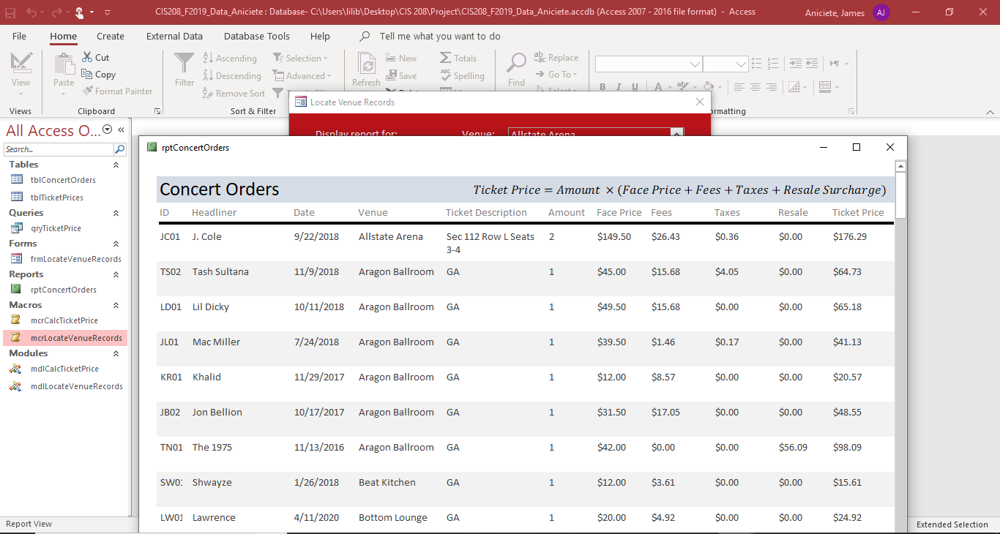 CIS208_F2019_Data_Aniciete : Database- C:\Users\lilib\Desktop\CIS 208\Project\CIS208_F2019_Data_Aniciete.accdb (Access 2007 - 2016 file format) - Access Aniciete, James AJ
File Home Create External Data Database Tools Help Tell me what you want to do
Cut Ascending Selection New Totals Replace
Copy Descending Advanced Save Spelling Go To
View Paste Format Painter Filter Remove Sort Refresh Find Select B I U A
Views Clipboard Sort & Filter
Locate Venue Records
Display report for: Venue: Allstate Arena
All Access O...
Search...
Tables
tblConcertOrders
tblTicketPrices
Queries
qryTicketPrice
Forms
frmLocateVenueRecords
Reports
rptConcertOrders
Macros
mcrCalcTicketPrice
mcrLocateVenueRecords
Modules
mdlCalcTicketPrice
mdlLocateVenueRecords
rptConcertOrders
Concert Orders Ticket Price = Amount × (Face Price + Fees + Taxes + Resale Surcharge)
ID Headliner Date Venue Ticket Description Amount Face Price Fees Taxes Resale Ticket Price
JC01 J. Cole 9/22/2018 Allstate Arena Sec 112 Row L Seats 2 $149.50 $26.43 $0.36 $0.00 $176.29
3-4
TS02 Tash Sultana 11/9/2018 Aragon Ballroom GA 1 $45.00 $15.68 $4.05 $0.00 $64.73
LD01 Lil Dicky 10/11/2018 Aragon Ballroom GA 1 $49.50 $15.68 $0.00 $0.00 $65.18
JL01 Mac Miller 7/24/2018 Aragon Ballroom GA 1 $39.50 $1.46 $0.17 $0.00 $41.13
KR01 Khalid 11/29/2017 Aragon Ballroom GA 1 $12.00 $8.57 $0.00 $0.00 $20.57
JB02 Jon Bellion 10/17/2017 Aragon Ballroom GA 1 $31.50 $17.05 $0.00 $0.00 $48.55
TN01 The 1975 11/13/2016 Aragon Ballroom GA 1 $42.00 $0.00 $0.00 $56.09 $98.09
Shwayze 1/26/2018 Beat Kitchen GA 1 $12.00 $3.61 $0.00 $0.00 $15.61
LW01 Lawrence 4/11/2020 Bottom Lounge GA 1 $20.00 $4.92 $0.00 $0.00 $24.92
Report View Extended Selection